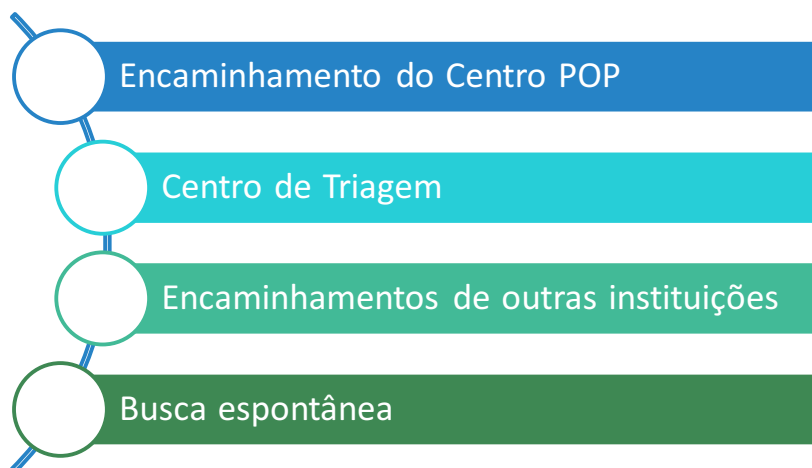 Encaminhamento do Centro POP
Centro de Triagem
Encaminhamentos de outras instituições
Busca espontânea